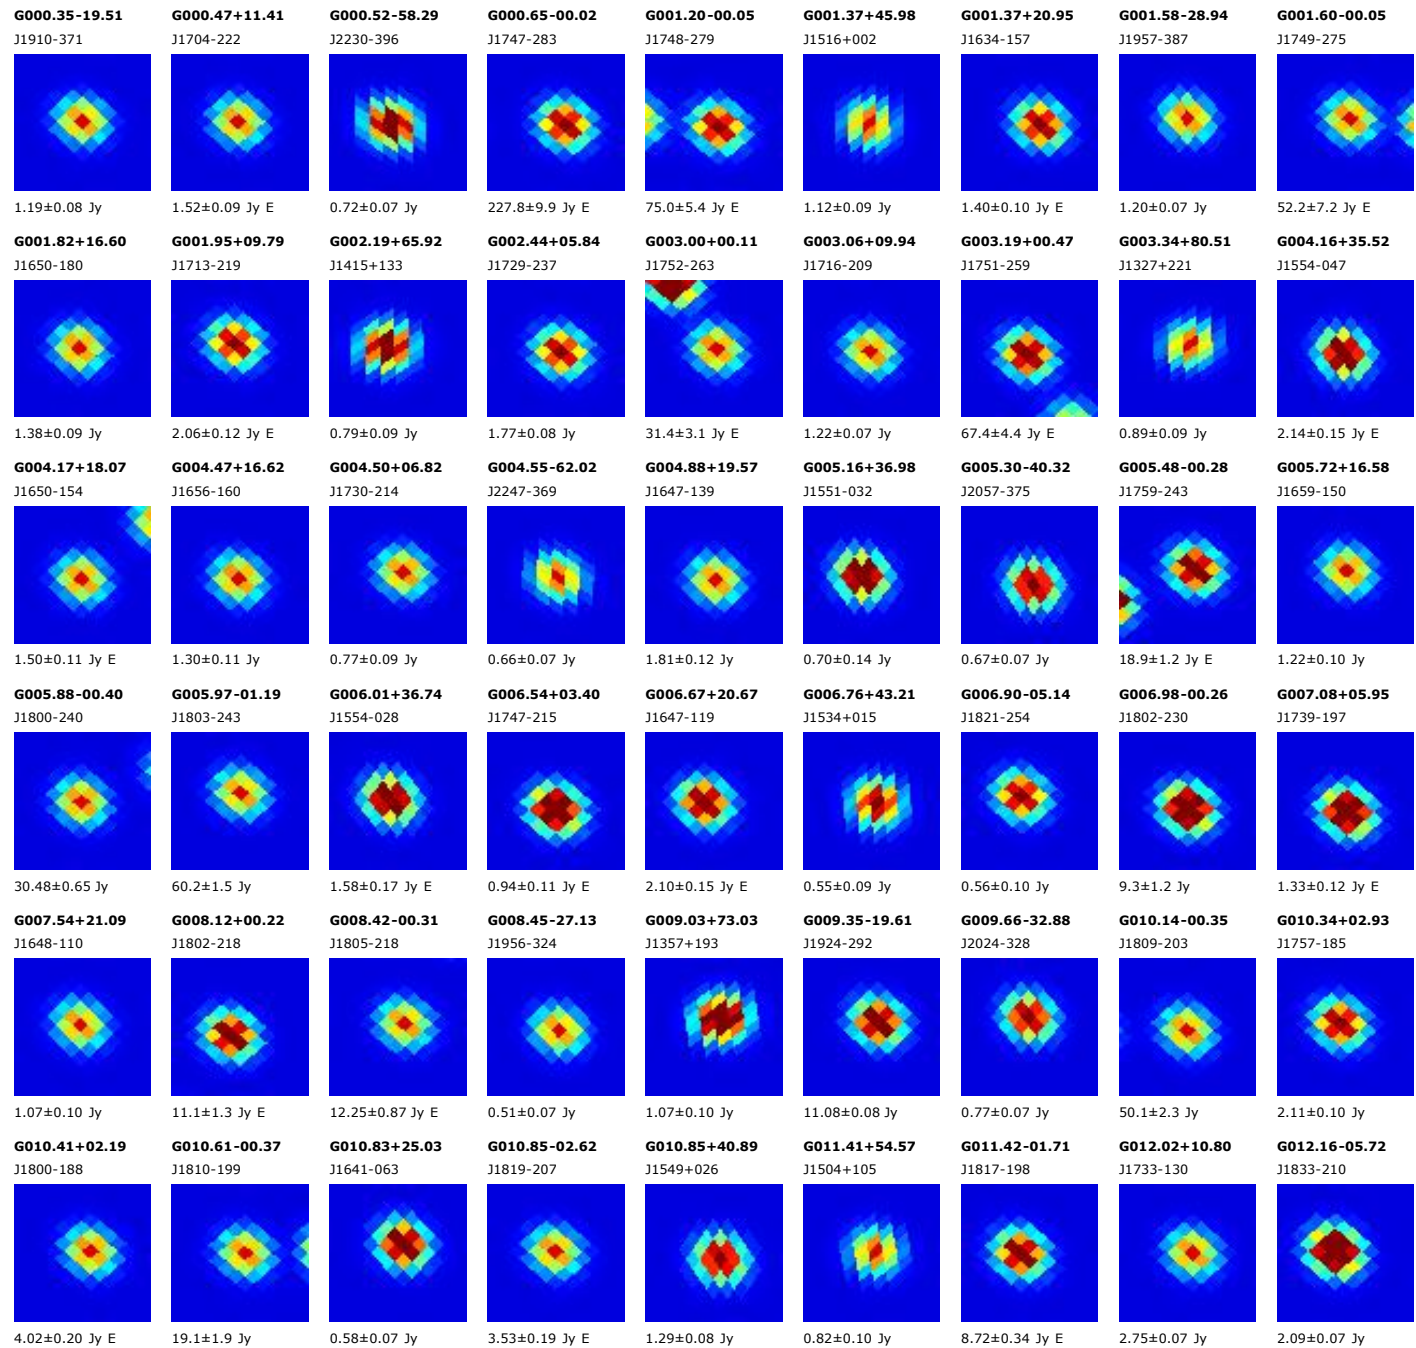 G000.35-19.51 G000.47+11.41 G000.52-58.29 G000.65-00.02 G001.20-00.05 G001.37+45.98 G001.37+20.95 G001.58-28.94 G001.60-00.05
J1910-371 J1704-222 J2230-396 J1747-283 J1748-279 J1516+002 J1634-157 J1957-387 J1749-275
1.19±0.08 Jy 1.52±0.09 Jy E 0.72±0.07 Jy 227.8±9.9 Jy E 75.0±5.4 Jy E 1.12±0.09 Jy 1.40±0.10 Jy E 1.20±0.07 Jy 52.2±7.2 Jy E
G001.82+16.60 G001.95+09.79 G002.19+65.92 G002.44+05.84 G003.00+00.11 G003.06+09.94 G003.19+00.47 G003.34+80.51 G004.16+35.52
J1650-180 J1713-219 J1415+133 J1729-237 J1752-263 J1716-209 J1751-259 J1327+221 J1554-047
1.38±0.09 Jy 2.06±0.12 Jy E 0.79±0.09 Jy 1.77±0.08 Jy 31.4±3.1 Jy E 1.22±0.07 Jy 67.4±4.4 Jy E 0.89±0.09 Jy 2.14±0.15 Jy E
G004.17+18.07 G004.47+16.62 G004.50+06.82 G004.55-62.02 G004.88+19.57 G005.16+36.98 G005.30-40.32 G005.48-00.28 G005.72+16.58
J1650-154 J1656-160 J1730-214 J2247-369 J1647-139 J1551-032 J2057-375 J1759-243 J1659-150
1.50±0.11 Jy E 1.30±0.11 Jy 0.77±0.09 Jy 0.66±0.07 Jy 1.81±0.12 Jy 0.70±0.14 Jy 0.67±0.07 Jy 18.9±1.2 Jy E 1.22±0.10 Jy
G005.88-00.40 G005.97-01.19 G006.01+36.74 G006.54+03.40 G006.67+20.67 G006.76+43.21 G006.90-05.14 G006.98-00.26 G007.08+05.95
J1800-240 J1803-243 J1554-028 J1747-215 J1647-119 J1534+015 J1821-254 J1802-230 J1739-197
30.48±0.65 Jy 60.2±1.5 Jy 1.58±0.17 Jy E 0.94±0.11 Jy E 2.10±0.15 Jy E 0.55±0.09 Jy 0.56±0.10 Jy 9.3±1.2 Jy 1.33±0.12 Jy E
G007.54+21.09 G008.12+00.22 G008.42-00.31 G008.45-27.13 G009.03+73.03 G009.35-19.61 G009.66-32.88 G010.14-00.35 G010.34+02.93
J1648-110 J1802-218 J1805-218 J1956-324 J1357+193 J1924-292 J2024-328 J1809-203 J1757-185
1.07±0.10 Jy 11.1±1.3 Jy E 12.25±0.87 Jy E 0.51±0.07 Jy 1.07±0.10 Jy 11.08±0.08 Jy 0.77±0.07 Jy 50.1±2.3 Jy 2.11±0.10 Jy
G010.41+02.19 G010.61-00.37 G010.83+25.03 G010.85-02.62 G010.85+40.89 G011.41+54.57 G011.42-01.71 G012.02+10.80 G012.16-05.72
J1800-188 J1810-199 J1641-063 J1819-207 J1549+026 J1504+105 J1817-198 J1733-130 J1833-210
4.02±0.20 Jy E 19.1±1.9 Jy 0.58±0.07 Jy 3.53±0.19 Jy E 1.29±0.08 Jy 0.82±0.10 Jy 8.72±0.34 Jy E 2.75±0.07 Jy 2.09±0.07 Jy